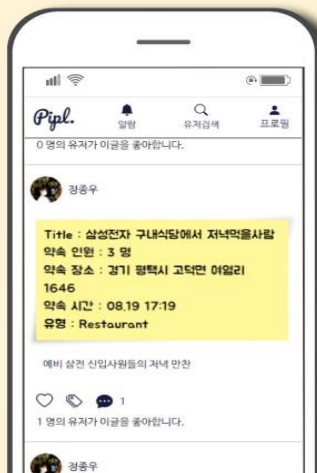 Pipl.
알람
유저검색
프로필
0 명의 유저가 이글을 좋아합니다.
정종우
Title : 삼성전자 구내식당에서 저녁먹을사람
약속 인원 : 3 명
약속 장소 : 경기 평택시 고덕면 여염리
1646
약속 시간 : 08.19 17:19
유형 : Restaurant
예비 삼전 신입사원들의 저녁 만찬
1
1 명의 유저가 이글을 좋아합니다.
정종우